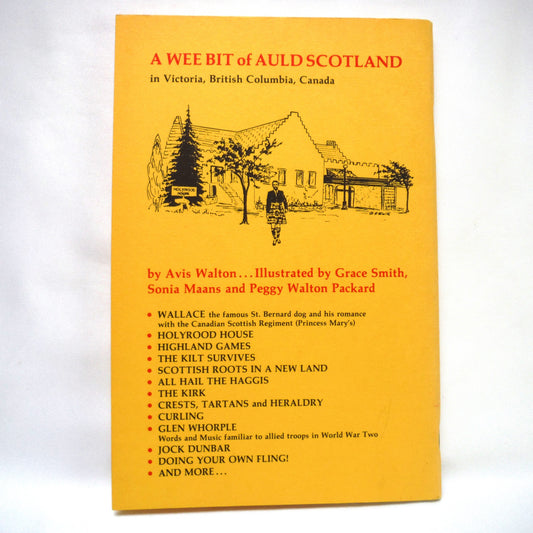 A WEE BIT of AULD SCOTLAND
in Victoria, British Columbia, Canada
HOLYROOD
HOUSE
by Avis Walton...Illustrated by Grace Smith,
Sonia Maans and Peggy Walton Packard
• WALLACE the famous St. Bernard dog and his romance
with the Canadian Scottish Regiment (Princess Mary's)
• HOLYROOD HOUSE
• HIGHLAND GAMES
• THE KILT SURVIVES
• SCOTTISH ROOTS IN A NEW LAND
• ALL HAIL THE HAGGIS
• THE KIRK
• CRESTS, TARTANS and HERALDRY
• CURLING
• GLEN WHORPLE
Words and Music familiar to allied troops in World War Two
• JOCK DUNBAR
• DOING YOUR OWN FLING!
• AND MORE...